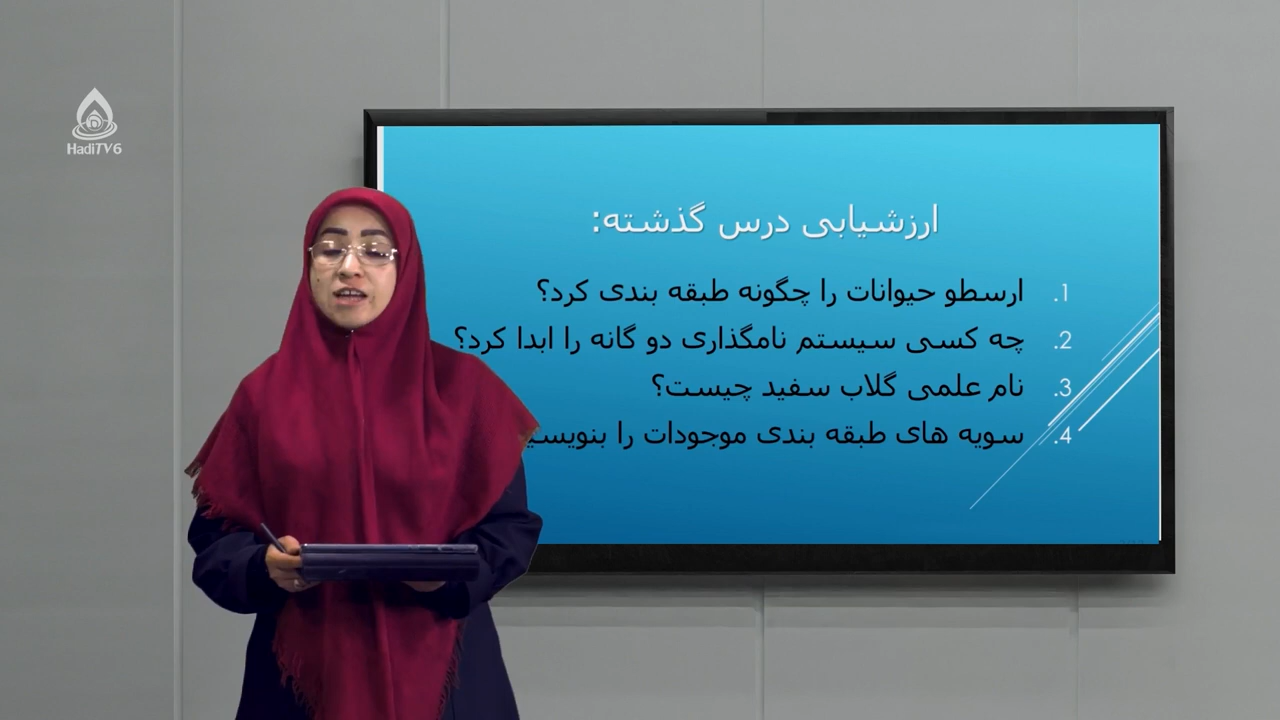 HadiTV6
ارزشیابی درس گذشته:
1. ارسطو حیوانات را چگونه طبقه بندی کرد؟
2. چه کسی سیستم نامگذاری دو گانه را ابدا کرد؟
3. نام علمی گلاب سفید چیست؟
4. سویه های طبقه بندی موجودات را